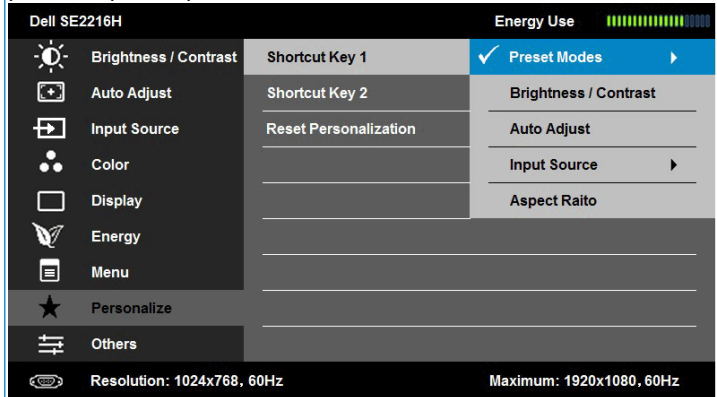 Dell SE2216H Energy Use
Brightness / Contrast Shortcut Key 1 Preset Modes
Auto Adjust Shortcut Key 2 Brightness / Contrast
Input Source Reset Personalization Auto Adjust
Color Input Source
Display Aspect Raito
Energy
Menu
Personalize
Others
Resolution: 1024x768, 60Hz Maximum: 1920x1080, 60Hz